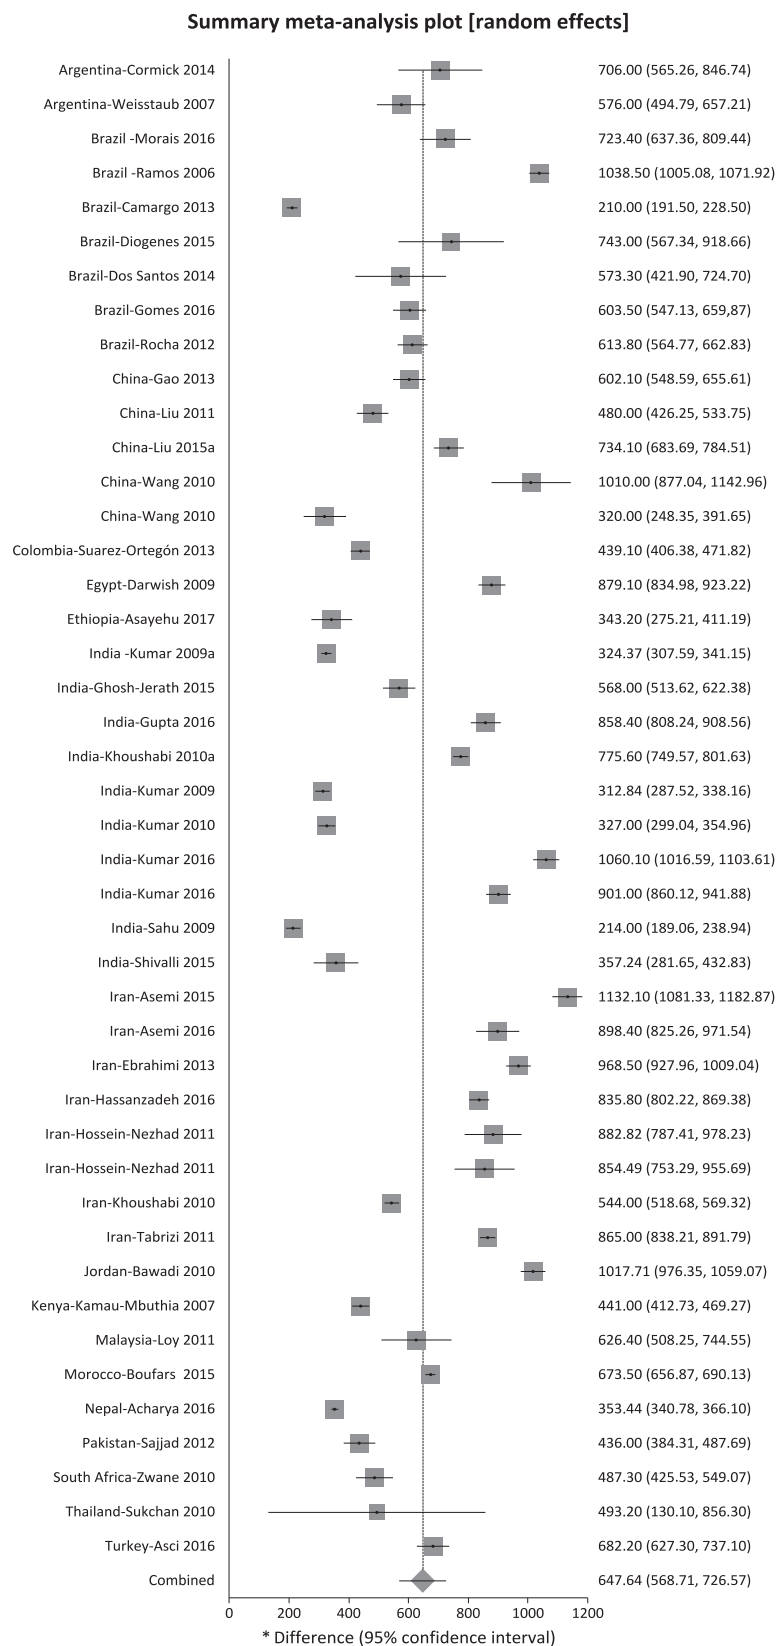 Summary meta-analysis plot [random effects]
Argentina-Cormick 2014 706.00 (565.26, 846.74)
Argentina-Weisstaub 2007 576.00 (494.79, 657.21)
Brazil -Morais 2016 723.40 (637.36, 809.44)
Brazil -Ramos 2006 1038.50 (1005.08, 1071.92)
Brazil-Camargo 2013 210.00 (191.50, 228.50)
Brazil-Diogenes 2015 743.00 (567.34, 918.66)
Brazil-Dos Santos 2014 573.30 (421.90, 724.70)
Brazil-Gomes 2016 603.50 (547.13, 659,87)
Brazil-Rocha 2012 613.80 (564.77, 662.83)
China-Gao 2013 602.10 (548.59, 655.61)
China-Liu 2011 480.00 (426.25, 533.75)
China-Liu 2015a 734.10 (683.69, 784.51)
China-Wang 2010 1010.00 (877.04, 1142.96)
China-Wang 2010 320.00 (248.35, 391.65)
Colombia-Suarez-Ortegón 2013 439.10 (406.38, 471.82)
Egypt-Darwish 2009 879.10 (834.98, 923.22)
Ethiopia-Asayehu 2017 343.20 (275.21, 411.19)
India -Kumar 2009a 324.37 (307.59, 341.15)
India-Ghosh-Jerath 2015 568.00 (513.62, 622.38)
India-Gupta 2016 858.40 (808.24, 908.56)
India-Khoushabi 2010a 775.60 (749.57, 801.63)
India-Kumar 2009 312.84 (287.52, 338.16)
India-Kumar 2010 327.00 (299.04, 354.96)
India-Kumar 2016 1060.10 (1016.59, 1103.61)
India-Kumar 2016 901.00 (860.12, 941.88)
India-Sahu 2009 214.00 (189.06, 238.94)
India-Shivalli 2015 357.24 (281.65, 432.83)
Iran-Asemi 2015 1132.10 (1081.33, 1182.87)
Iran-Asemi 2016 898.40 (825.26, 971.54)
Iran-Ebrahimi 2013 968.50 (927.96, 1009.04)
Iran-Hassanzadeh 2016 835.80 (802.22, 869.38)
Iran-Hossein-Nezhad 2011 882.82 (787.41, 978.23)
Iran-Hossein-Nezhad 2011 854.49 (753.29, 955.69)
Iran-Khoushabi 2010 544.00 (518.68, 569.32)
Iran-Tabrizi 2011 865.00 (838.21, 891.79)
Jordan-Bawadi 2010 1017.71 (976.35, 1059.07)
Kenya-Kamau-Mbuthia 2007 441.00 (412.73, 469.27)
Malaysia-Loy 2011 626.40 (508.25, 744.55)
Morocco-Boufars 2015 673.50 (656.87, 690.13)
Nepal-Acharya 2016 353.44 (340.78, 366.10)
Pakistan-Sajjad 2012 436.00 (384.31, 487.69)
South Africa-Zwane 2010 487.30 (425.53, 549.07)
Thailand-Sukchan 2010 493.20 (130.10, 856.30)
Turkey-Asci 2016 682.20 (627.30, 737.10)
Combined 647.64 (568.71, 726.57)
0 200 400 600 800 1000 1200
* Difference (95% confidence interval)